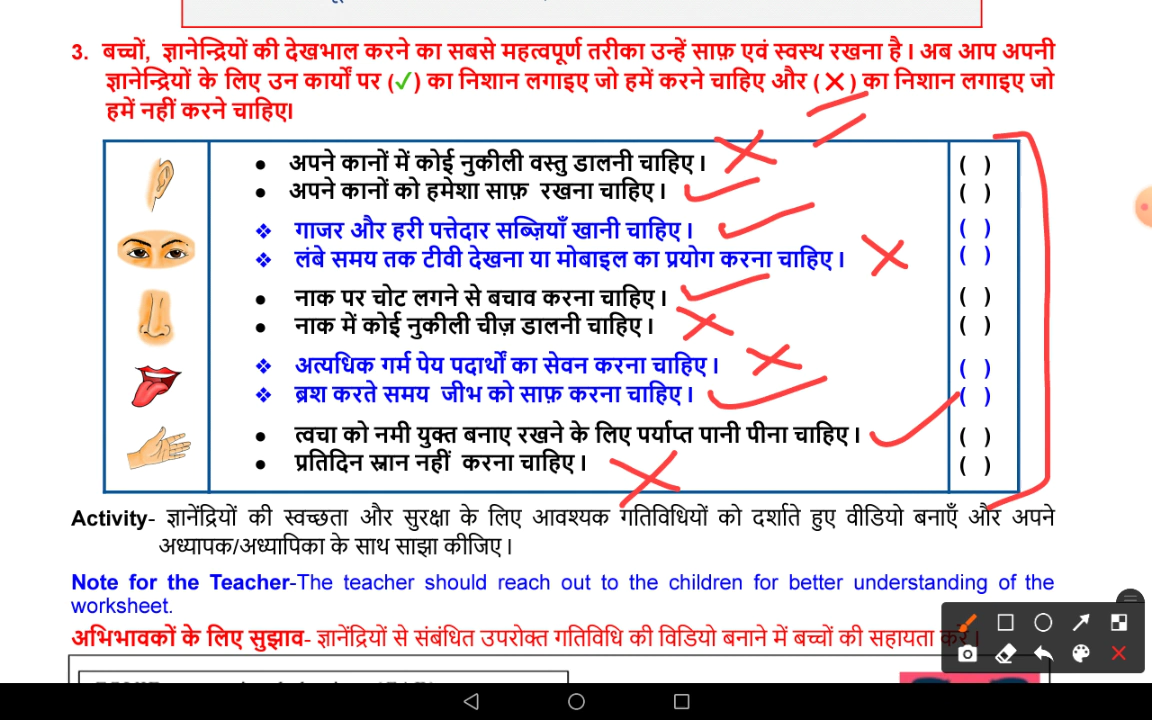 3. बच्चों, ज्ञानेन्द्रियों की देखभाल करने का सबसे महत्वपूर्ण तरीका उन्हें साफ़ एवं स्वस्थ रखना है। अब आप अपनी
ज्ञानेन्द्रियों के लिए उन कार्यों पर (✓) का निशान लगाइए जो हमें करने चाहिए और (✗) का निशान लगाइए जो
हमें नहीं करने चाहिए।
• अपने कानों में कोई नुकीली वस्तु डालनी चाहिए। ✗ ( )
• अपने कानों को हमेशा साफ़ रखना चाहिए। ✓ ( )
❖ गाजर और हरी पत्तेदार सब्ज़ियाँ खानी चाहिए। ✓ ( )
❖ लंबे समय तक टीवी देखना या मोबाइल का प्रयोग करना चाहिए। ✗ ( )
• नाक पर चोट लगने से बचाव करना चाहिए। ✓ ( )
• नाक में कोई नुकीली चीज़ डालनी चाहिए। ✗ ( )
❖ अत्यधिक गर्म पेय पदार्थों का सेवन करना चाहिए। ✗ ( )
❖ ब्रश करते समय जीभ को साफ़ करना चाहिए। ✓ ( )
• त्वचा को नमी युक्त बनाए रखने के लिए पर्याप्त पानी पीना चाहिए। ✓ ( )
• प्रतिदिन स्नान नहीं करना चाहिए। ✗ ( )
Activity- ज्ञानेंद्रियों की स्वच्छता और सुरक्षा के लिए आवश्यक गतिविधियों को दर्शाते हुए वीडियो बनाएँ और अपने
अध्यापक/अध्यापिका के साथ साझा कीजिए।
Note for the Teacher-The teacher should reach out to the children for better understanding of the
worksheet.
अभिभावकों के लिए सुझाव- ज्ञानेंद्रियों से संबंधित उपरोक्त गतिविधि की विडियो बनाने में बच्चों की सहायता करें।